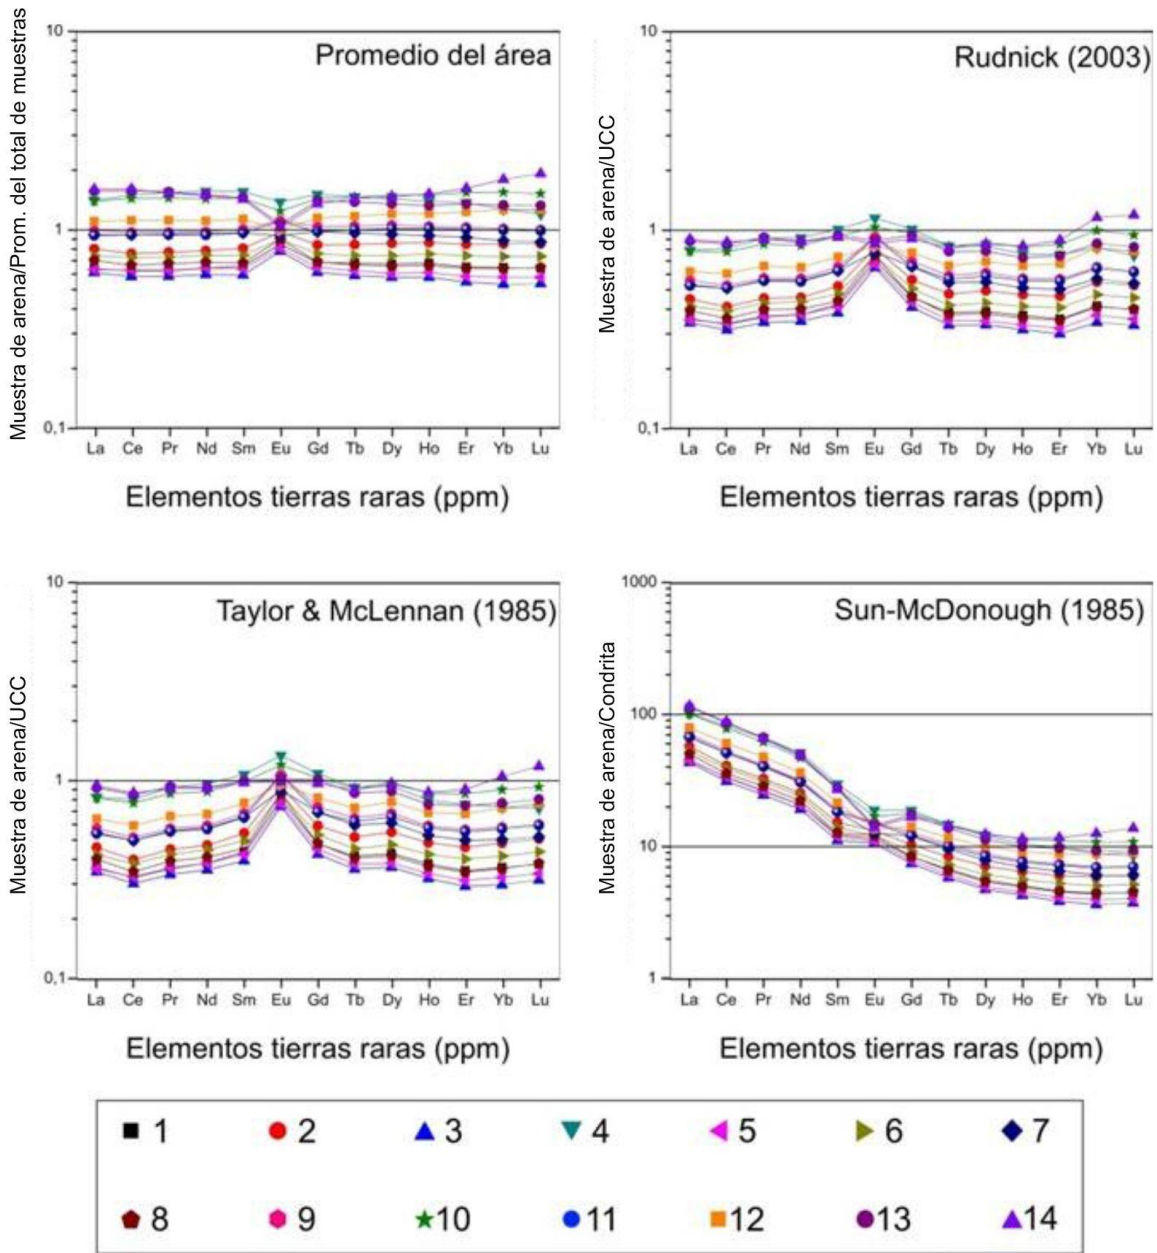 Promedio del área
Muestra de arena/Prom. del total de muestras
10
1
0,1
La Ce Pr Nd Sm Eu Gd Tb Dy Ho Er Yb Lu
Elementos tierras raras (ppm)
Rudnick (2003)
Muestra de arena/UCC
10
1
0,1
La Ce Pr Nd Sm Eu Gd Tb Dy Ho Er Yb Lu
Elementos tierras raras (ppm)
Taylor & McLennan (1985)
Muestra de arena/UCC
10
1
0,1
La Ce Pr Nd Sm Eu Gd Tb Dy Ho Er Yb Lu
Elementos tierras raras (ppm)
Sun-McDonough (1985)
Muestra de arena/Condrita
1000
100
10
1
La Ce Pr Nd Sm Eu Gd Tb Dy Ho Er Yb Lu
Elementos tierras raras (ppm)
1 2 3 4 5 6 7
8 9 10 11 12 13 14